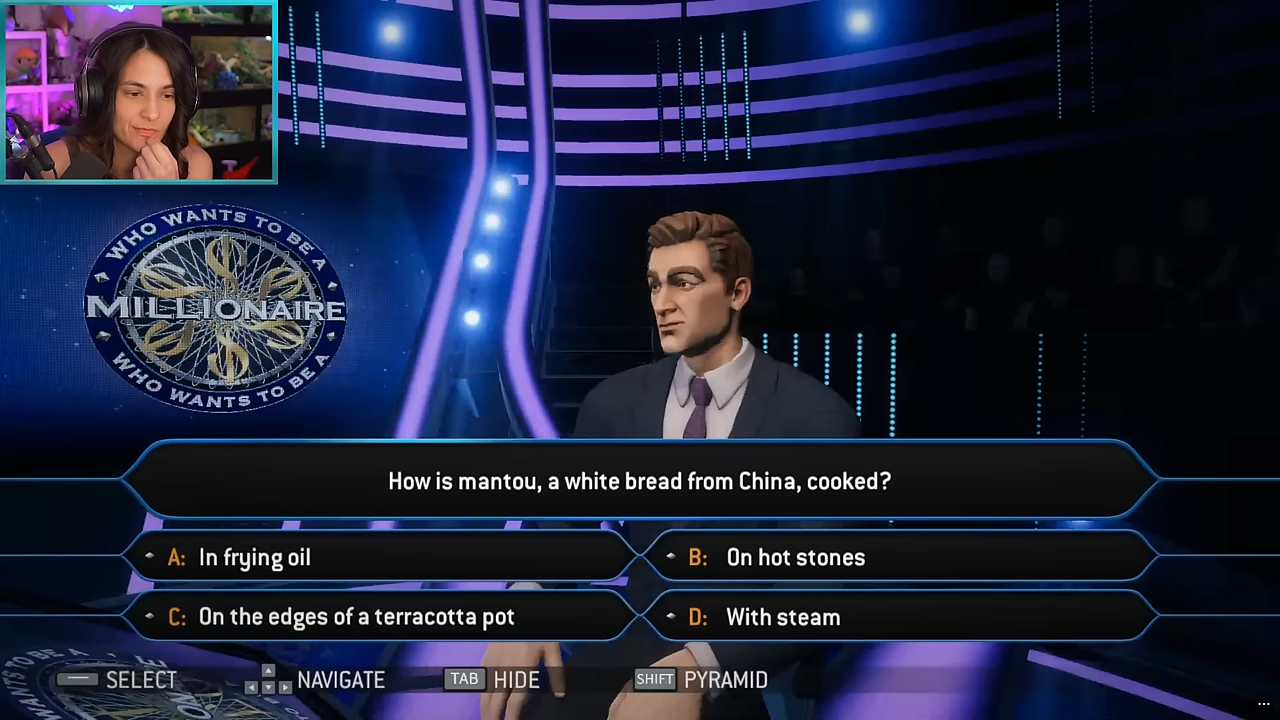 WHO WANTS TO BE A
MILLIONAIRE
WHO WANTS TO BE A
How is mantou, a white bread from China, cooked?
A: In frying oil
B: On hot stones
C: On the edges of a terracotta pot
D: With steam
SELECT
NAVIGATE
TAB HIDE
SHIFT PYRAMID
...